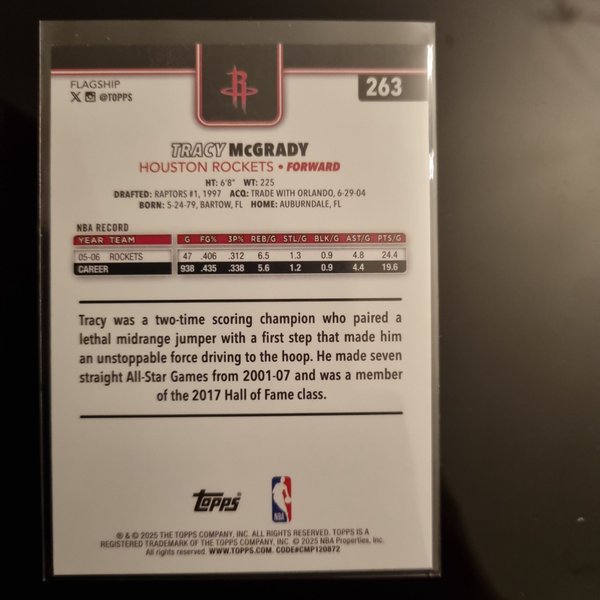 FLAGSHIP
X @TOPPS
263
R
TRACY McGRADY
HOUSTON ROCKETS • FORWARD
HT: 6'8" WT: 225
DRAFTED: RAPTORS #1, 1997 ACQ: TRADE WITH ORLANDO, 6-29-04
BORN: 5-24-79, BARTOW, FL HOME: AUBURNDALE, FL
NBA RECORD
YEAR TEAM G FG% 3P% REB/G STL/G BLK/G AST/G PTS/G
05-06 ROCKETS 47 .406 .312 6.5 1.3 0.9 4.8 24.4
CAREER 938 .435 .338 5.6 1.2 0.9 4.4 19.6
Tracy was a two-time scoring champion who paired a
lethal midrange jumper with a first step that made him
an unstoppable force driving to the hoop. He made seven
straight All-Star Games from 2001-07 and was a member
of the 2017 Hall of Fame class.
Topps NBA
® & © 2025 THE TOPPS COMPANY, INC. ALL RIGHTS RESERVED. TOPPS IS A
REGISTERED TRADEMARK OF THE TOPPS COMPANY, INC. © 2025 NBA Properties, Inc.
All rights reserved. WWW.TOPPS.COM. CODE#CMP120872